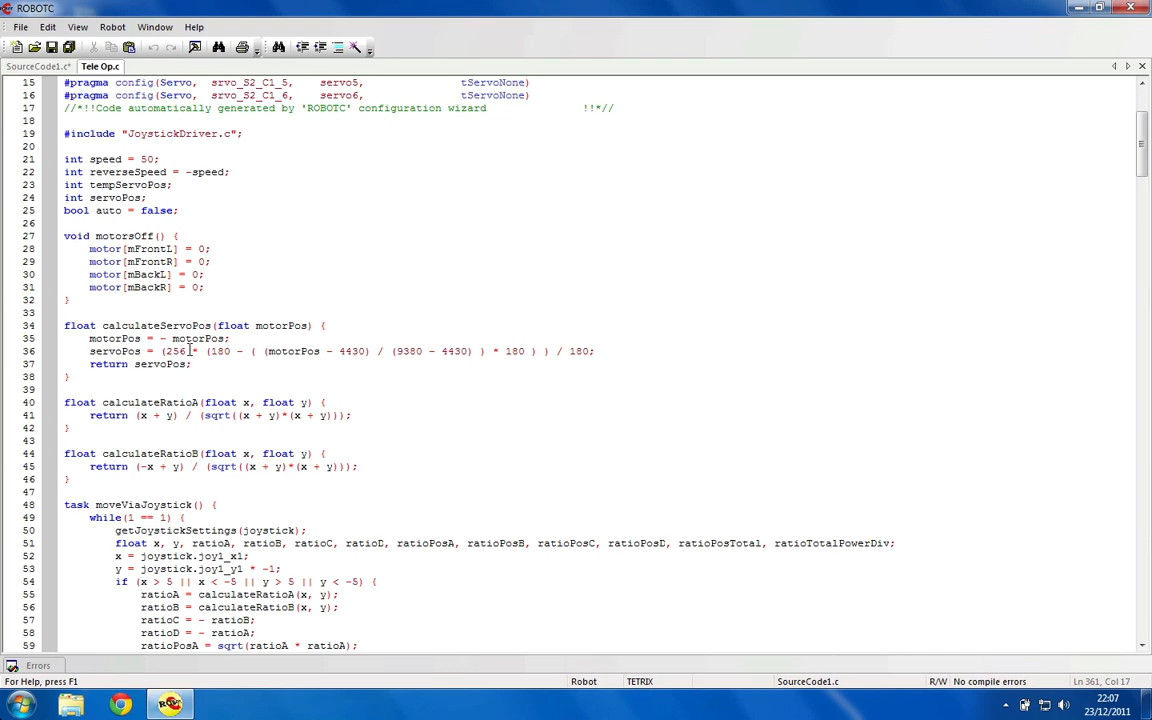 ROBOTC
File Edit View Robot Window Help
SourceCode1.c* Tele Op.c
15 #pragma config(Servo, srvo_S2_C1_5, servo5, tServoNone)
16 #pragma config(Servo, srvo_S2_C1_6, servo6, tServoNone)
17 //*!!Code automatically generated by 'ROBOTC' configuration wizard !!*//
18
19 #include "JoystickDriver.c";
20
21 int speed = 50;
22 int reverseSpeed = -speed;
23 int tempServoPos;
24 int servoPos;
25 bool auto = false;
26
27 void motorsOff() {
28 motor[mFrontL] = 0;
29 motor[mFrontR] = 0;
30 motor[mBackL] = 0;
31 motor[mBackR] = 0;
32 }
33
34 float calculateServoPos(float motorPos) {
35 motorPos = - motorPos;
36 servoPos = (256 * (180 - ( (motorPos - 4430) / (9380 - 4430) ) * 180 ) ) / 180;
37 return servoPos;
38 }
39
40 float calculateRatioA(float x, float y) {
41 return (x + y) / (sqrt((x + y)*(x + y)));
42 }
43
44 float calculateRatioB(float x, float y) {
45 return (-x + y) / (sqrt((x + y)*(x + y)));
46 }
47
48 task moveViaJoystick() {
49 while(1 == 1) {
50 getJoystickSettings(joystick);
51 float x, y, ratioA, ratioB, ratioC, ratioD, ratioPosA, ratioPosB, ratioPosC, ratioPosD, ratioPosTotal, ratioTotalPowerDiv;
52 x = joystick.joy1_x1;
53 y = joystick.joy1_y1 * -1;
54 if (x > 5 || x < -5 || y > 5 || y < -5) {
55 ratioA = calculateRatioA(x, y);
56 ratioB = calculateRatioB(x, y);
57 ratioC = - ratioB;
58 ratioD = - ratioA;
59 ratioPosA = sqrt(ratioA * ratioA);
Errors
For Help, press F1 Robot TETRIX SourceCode1.c R/W No compile errors Ln 361, Col 17
22:07
23/12/2011